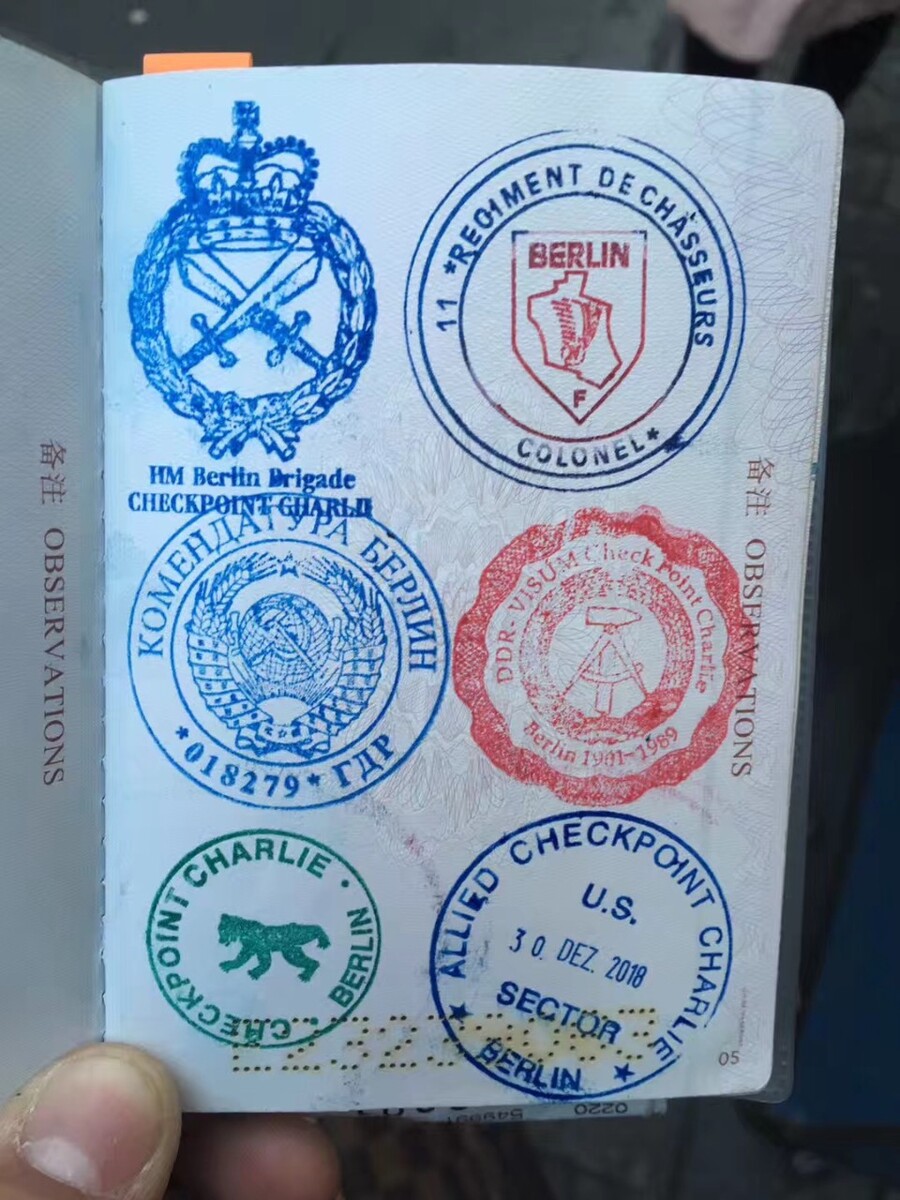 备注 OBSERVATIONS
HM Berlin Brigade
CHECKPOINT CHARLIE
11 *REGIMENT DE CHÂSSEURS
BERLIN
F
COLONEL*
КОМЕНДАТУРА БЕРЛИН
*018279* ГДР
DDR-VISUM Check Point Charlie
Berlin 1961-1989
CHECKPOINT CHARLIE •
BERLIN •
ALLIED CHECKPOINT CHARLIE
U.S.
30. DEZ. 2018
SECTOR
★ BERLIN ★
备注 OBSERVATIONS
05
0220